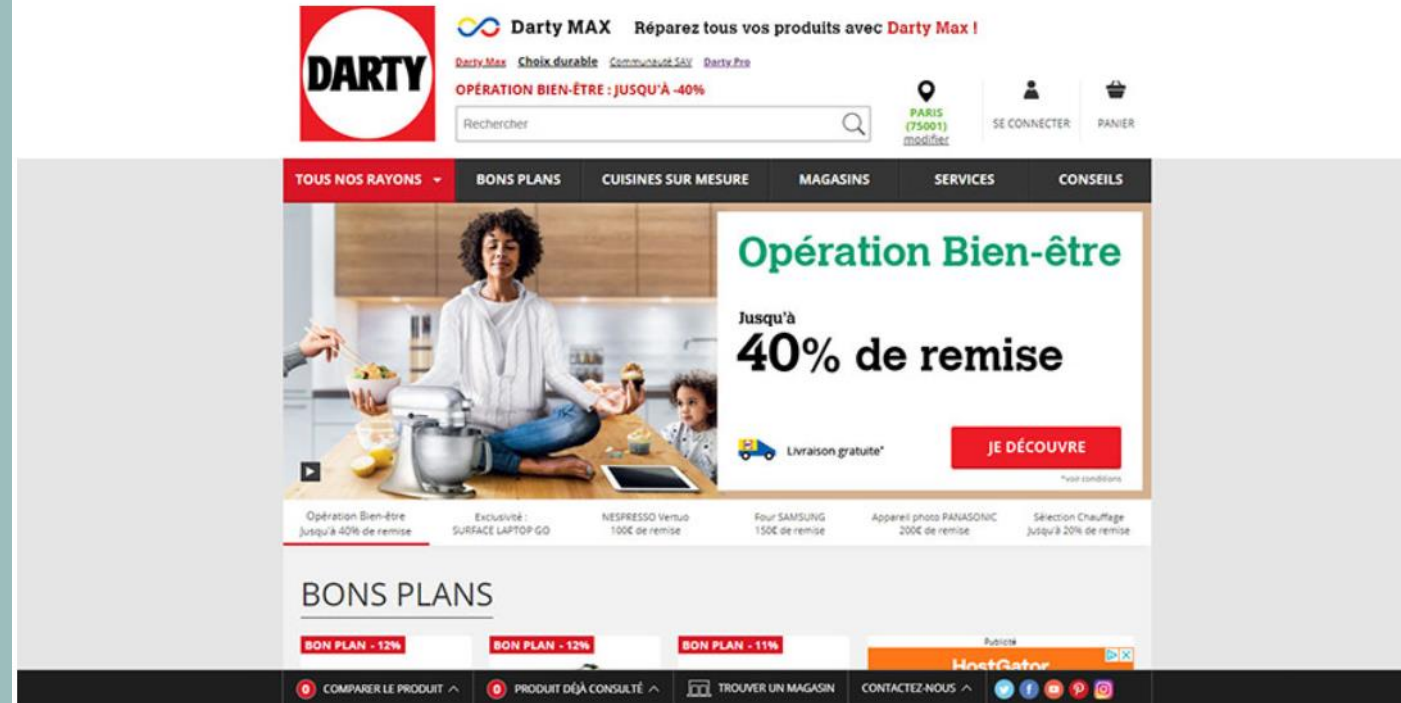 DARTY
Darty MAX Réparez tous vos produits avec Darty Max !
Darty Max Choix durable Communauté SAV Darty Pro
OPÉRATION BIEN-ÊTRE : JUSQU'À -40%
Rechercher
PARIS
(75001)
modifier
SE CONNECTER
PANIER
TOUS NOS RAYONS BONS PLANS CUISINES SUR MESURE MAGASINS SERVICES CONSEILS
Opération Bien-être
Jusqu'à
40% de remise
Livraison gratuite*
JE DÉCOUVRE
*voir conditions
Opération Bien-être
Jusqu'à 40% de remise
Exclusivité :
SURFACE LAPTOP GO
NESPRESSO Vertuo
100€ de remise
Four SAMSUNG
150€ de remise
Appareil photo PANASONIC
200€ de remise
Sélection Chauffage
Jusqu'à 20% de remise
BONS PLANS
BON PLAN - 12%
BON PLAN - 12%
BON PLAN - 11%
Publicité
HostGator
0 COMPARER LE PRODUIT 0 PRODUIT DÉJÀ CONSULTÉ TROUVER UN MAGASIN CONTACTEZ-NOUS